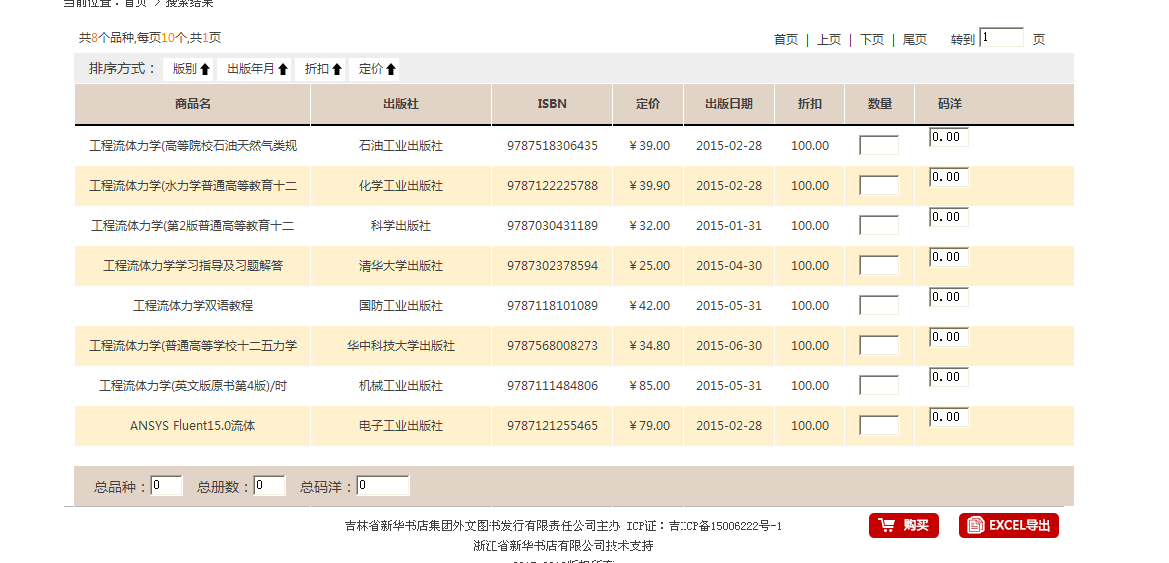 当前位置：首页 > 搜索结果
共8个品种,每页10个,共1页
首页 | 上页 | 下页 | 尾页 转到 1 页
排序方式： 版别 出版年月 折扣 定价
商品名 出版社 ISBN 定价 出版日期 折扣 数量 码洋
工程流体力学(高等院校石油天然气类规 石油工业出版社 9787518306435 ￥39.00 2015-02-28 100.00 0.00
工程流体力学(水力学普通高等教育十二 化学工业出版社 9787122225788 ￥39.90 2015-02-28 100.00 0.00
工程流体力学(第2版普通高等教育十二 科学出版社 9787030431189 ￥32.00 2015-01-31 100.00 0.00
工程流体力学学习指导及习题解答 清华大学出版社 9787302378594 ￥25.00 2015-04-30 100.00 0.00
工程流体力学双语教程 国防工业出版社 9787118101089 ￥42.00 2015-05-31 100.00 0.00
工程流体力学(普通高等学校十二五力学 华中科技大学出版社 9787568008273 ￥34.80 2015-06-30 100.00 0.00
工程流体力学(英文版原书第4版)/时 机械工业出版社 9787111484806 ￥85.00 2015-05-31 100.00 0.00
ANSYS Fluent15.0流体 电子工业出版社 9787121255465 ￥79.00 2015-02-28 100.00 0.00
总品种：0 总册数：0 总码洋：0
吉林省新华书店集团外文图书发行有限责任公司主办 ICP证：吉ICP备15006222号-1
购买 EXCEL导出
浙江省新华书店有限公司技术支持